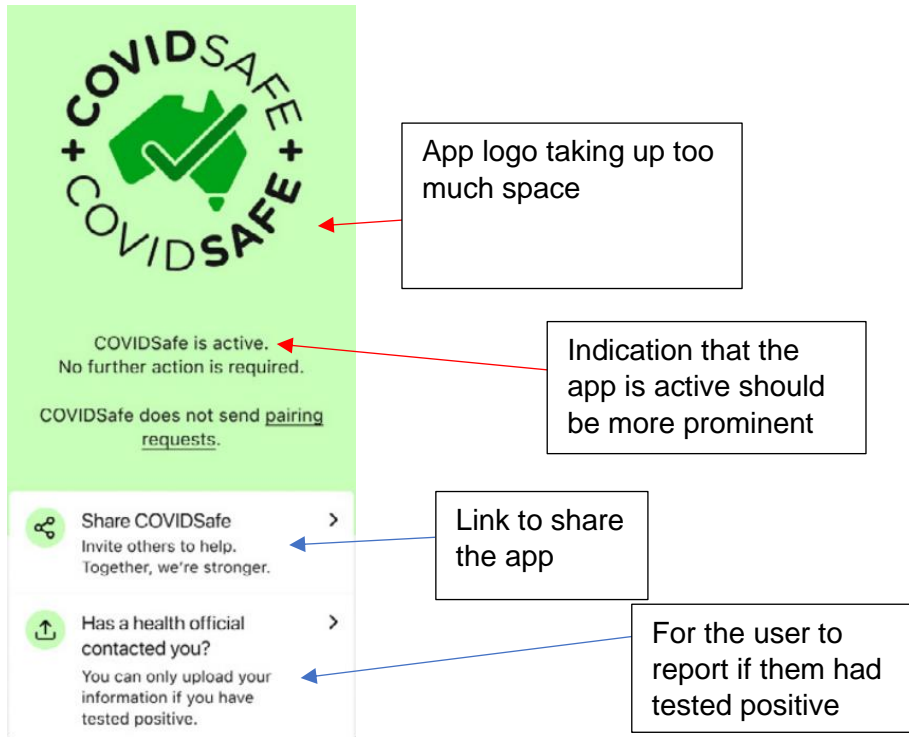 COVIDSAFE
COVIDSAFE
App logo taking up too
much space
COVIDSafe is active.
No further action is required.
Indication that the
app is active should
be more prominent
COVIDSafe does not send pairing
requests.
Share COVIDSafe
Invite others to help.
Together, we're stronger.
Link to share
the app
Has a health official
contacted you?
You can only upload your
information if you have
tested positive.
For the user to
report if them had
tested positive